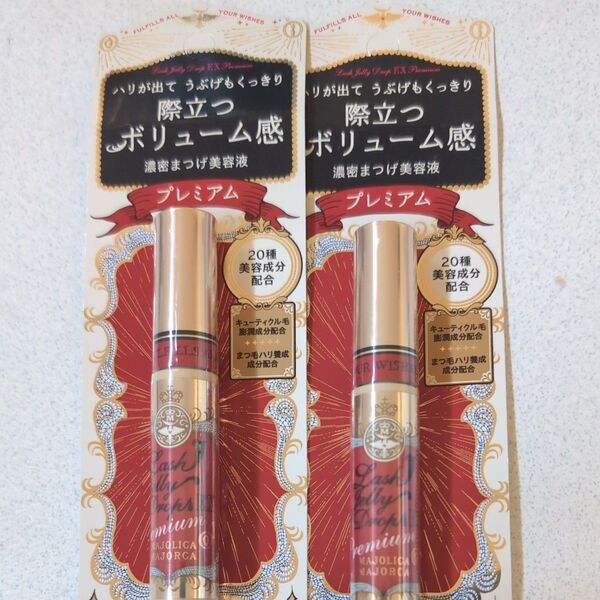 FULFILLS ALL YOUR WISHES
Lash Jelly Drop EX Premium
ハリが出て うぶげもくっきり
際立つ
ボリューム感
濃密まつげ美容液
プレミアム
20種
美容成分
配合
キューティクル毛
膨潤成分配合
まつ毛ハリ養成
成分配合
Lash
Jelly
Drops
Premium
MAJOLICA
MAJORCA
FULFILLS ALL YOUR WISHES
Lash Jelly Drop EX Premium
ハリが出て うぶげもくっきり
際立つ
ボリューム感
濃密まつげ美容液
プレミアム
20種
美容成分
配合
キューティクル毛
膨潤成分配合
まつ毛ハリ養成
成分配合
WISHES
Lash
Jelly
Drops
Premium
MAJOLICA
MAJORCA